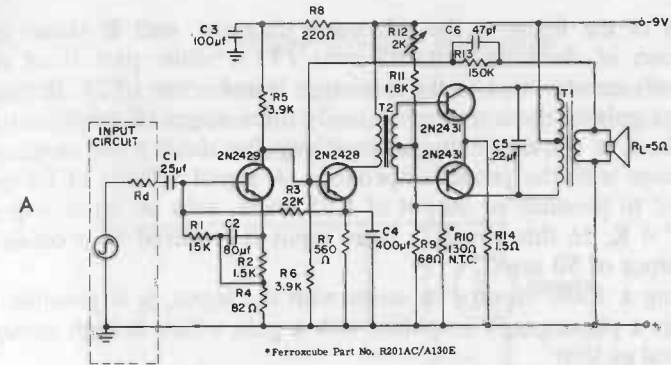 R8
220Ω
C3
100μf
R12
2K
C6
47pf
-9V
R13
150K
R11
1.8K
R5
3.9K
T2
T1
2N2431
INPUT
CIRCUIT
2N2429
2N2428
C5
.22μf
RL=5Ω
C1
25μf
2N2431
A
Rd
R3
22K
R1
15K
C2
80μf
R2
1.5K
R7
560
Ω
C4
400μf
R9
68Ω
*R10
130Ω
N.T.C.
R14
1.5Ω
R6
3.9K
R4
82Ω
+
*Ferroxcube Part No. R201AC/A130E